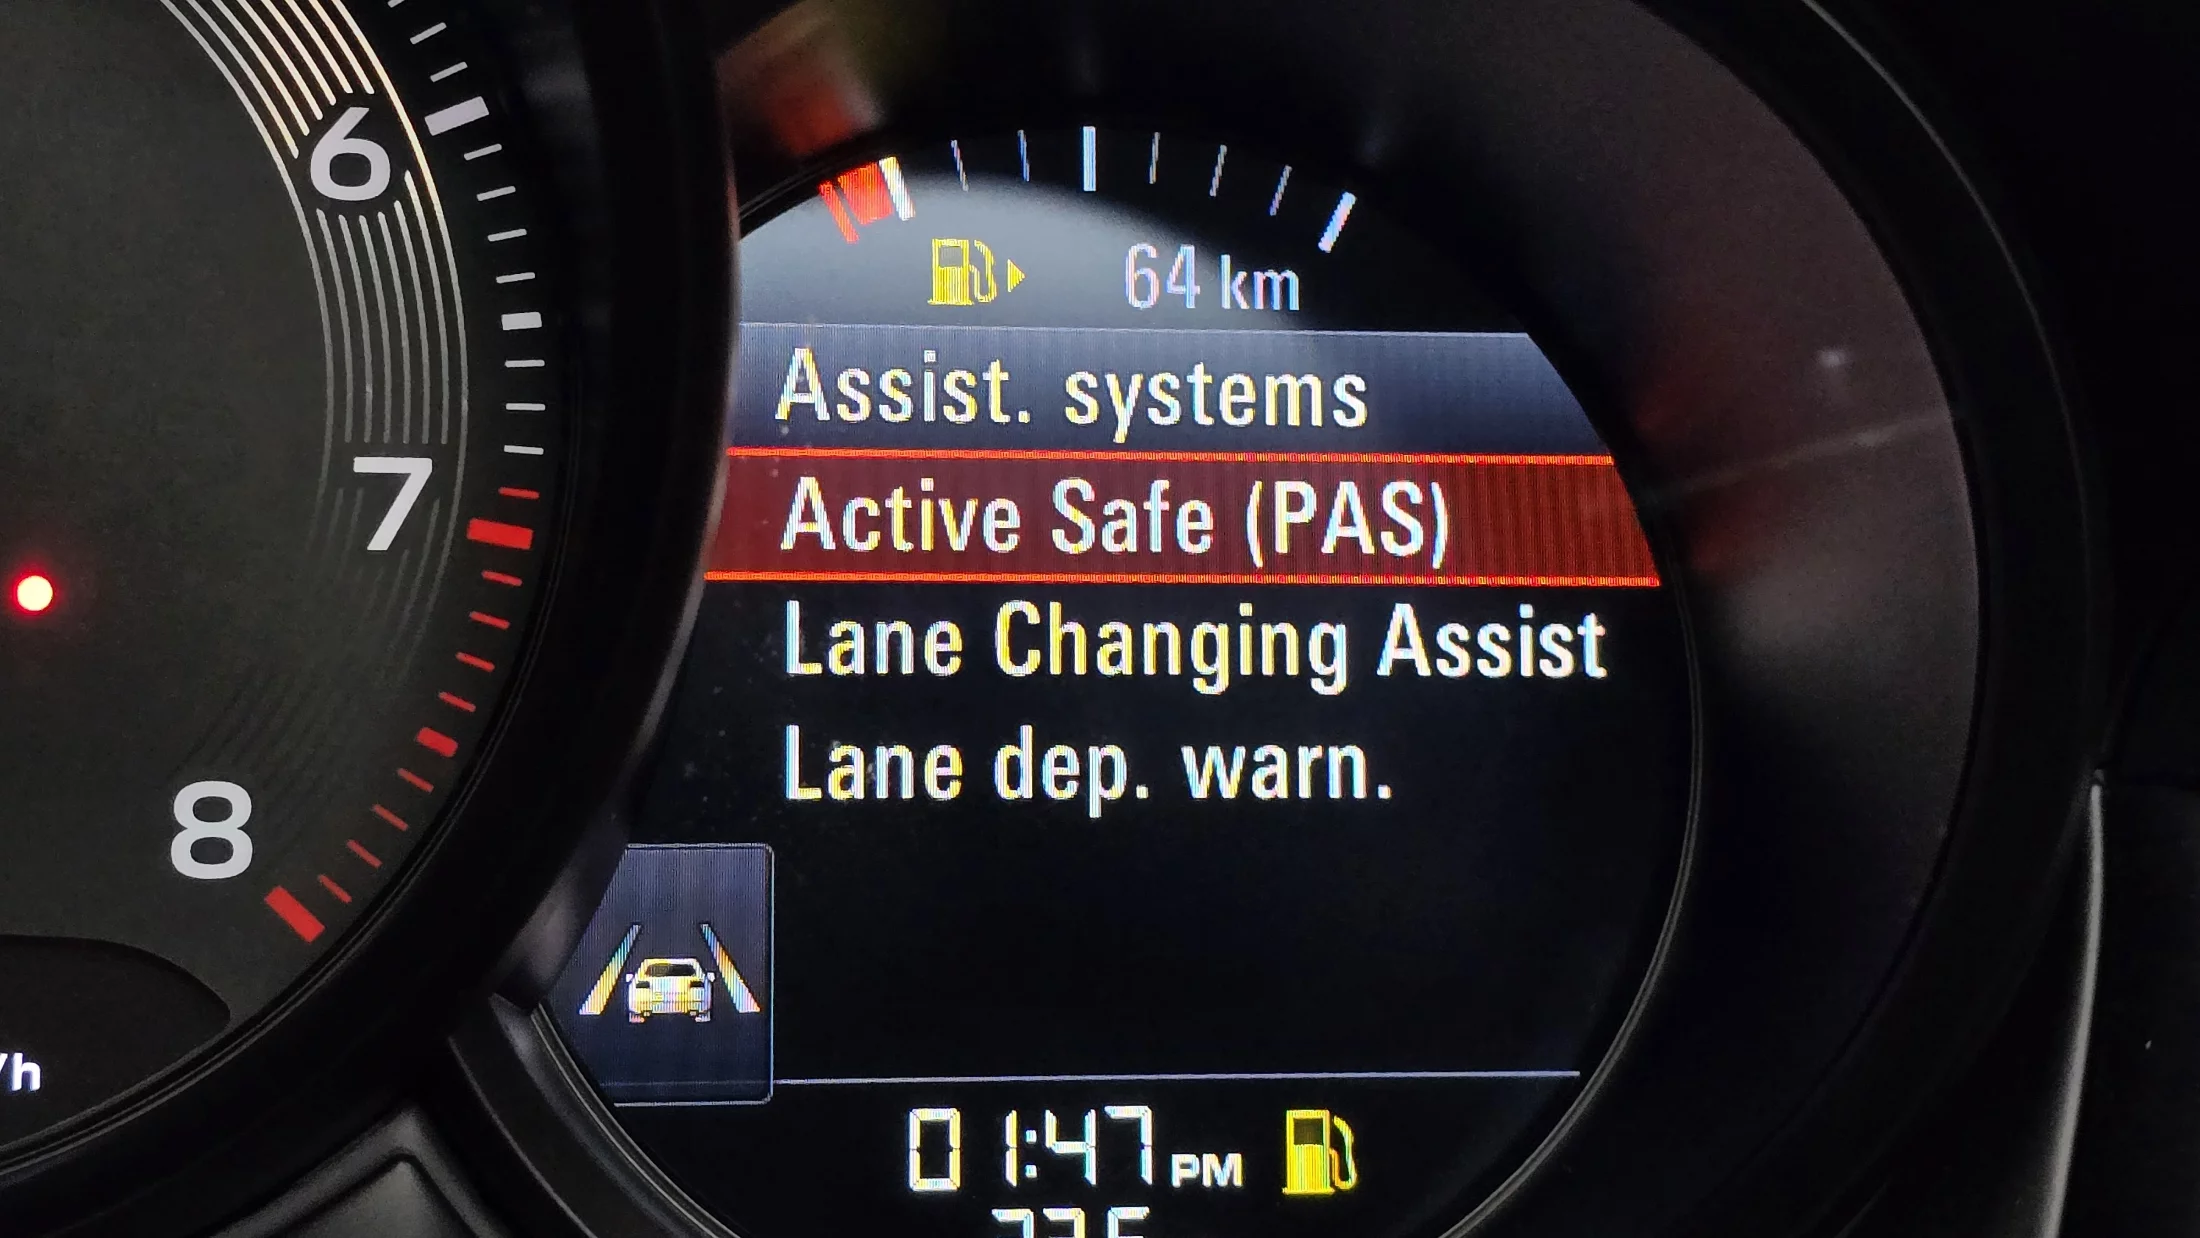 6
7
8
/h
64 km
Assist. systems
Active Safe (PAS)
Lane Changing Assist
Lane dep. warn.
01:47 PM